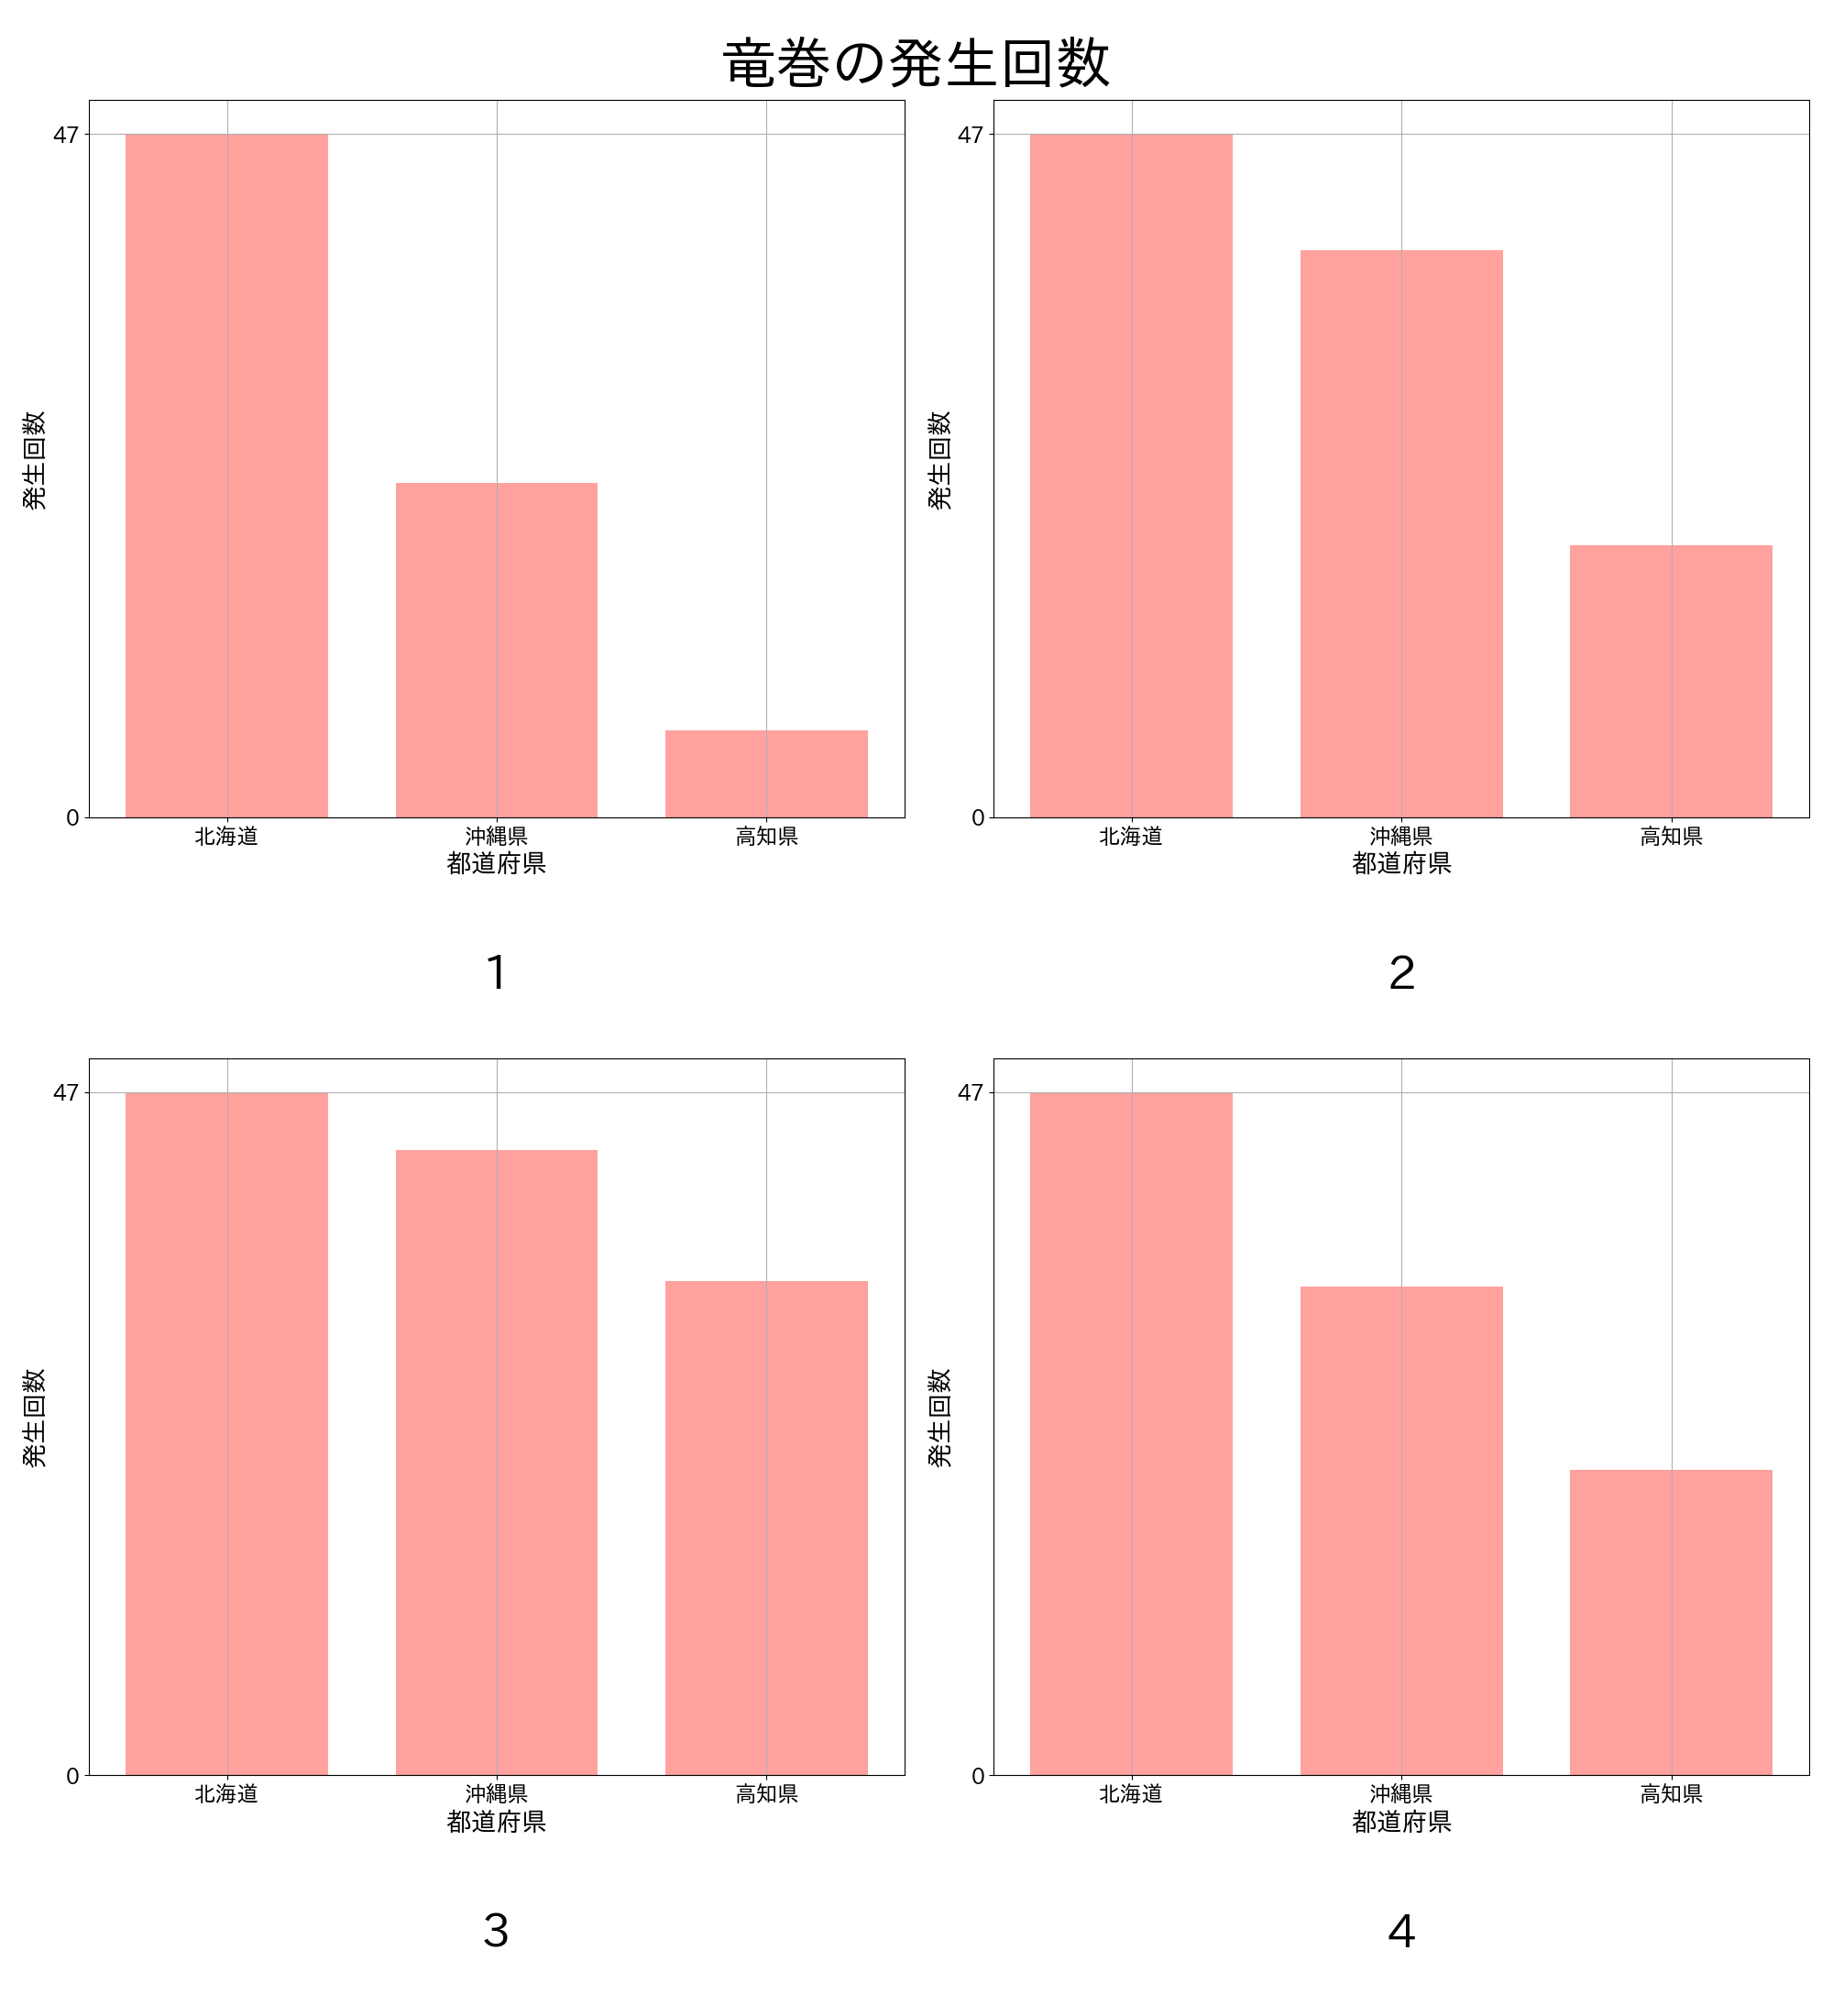 竜巻の発生回数
47
0
発生回数
北海道 沖縄県 高知県
都道府県
1
47
0
発生回数
北海道 沖縄県 高知県
都道府県
2
47
0
発生回数
北海道 沖縄県 高知県
都道府県
3
47
0
発生回数
北海道 沖縄県 高知県
都道府県
4